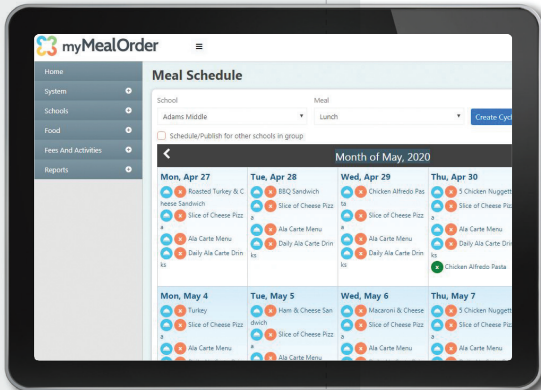 myMealOrder
Home
System
Schools
Food
Fees And Activities
Reports
Meal Schedule
School
Meal
Adams Middle
Lunch
Create Cycl
Schedule/Publish for other schools in group
Month of May, 2020
Mon, Apr 27
Roasted Turkey & C
heese Sandwich
Slice of Cheese Pizz
a
Ala Carte Menu
Daily Ala Carte Drin
ks
Tue, Apr 28
BBQ Sandwich
Slice of Cheese Pizz
a
Ala Carte Menu
Daily Ala Carte Drin
ks
Wed, Apr 29
Chicken Alfredo Pas
ta
Slice of Cheese Pizz
a
Ala Carte Menu
Daily Ala Carte Drin
ks
Thu, Apr 30
5 Chicken Nuggett
Slice of Cheese Piz
a
Ala Carte Menu
Daily Ala Carte Drin
ks
Chicken Alfredo Pasta
Mon, May 4
Turkey
Slice of Cheese Pizz
a
Ala Carte Menu
Tue, May 5
Ham & Cheese San
dwich
Slice of Cheese Pizz
a
Ala Carte Menu
Wed, May 6
Macaroni & Cheese
Slice of Cheese Pizz
a
Ala Carte Menu
Thu, May 7
5 Chicken Nuggett
Slice of Cheese Piz
a
Ala Carte Menu